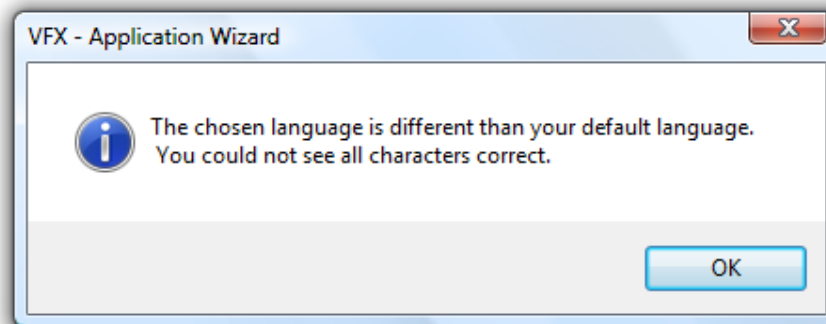 VFX - Application Wizard
The chosen language is different than your default language.
You could not see all characters correct.
OK